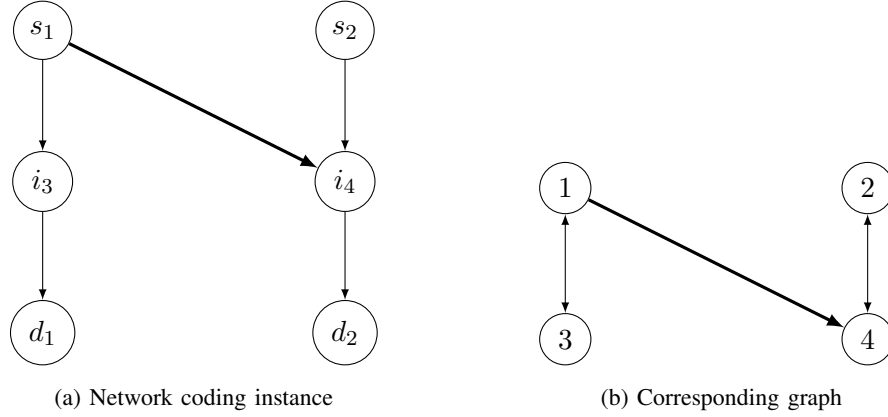 s₁ s₂
i₃ i₄
1 2
d₁ d₂
3 4
(a) Network coding instance
(b) Corresponding graph